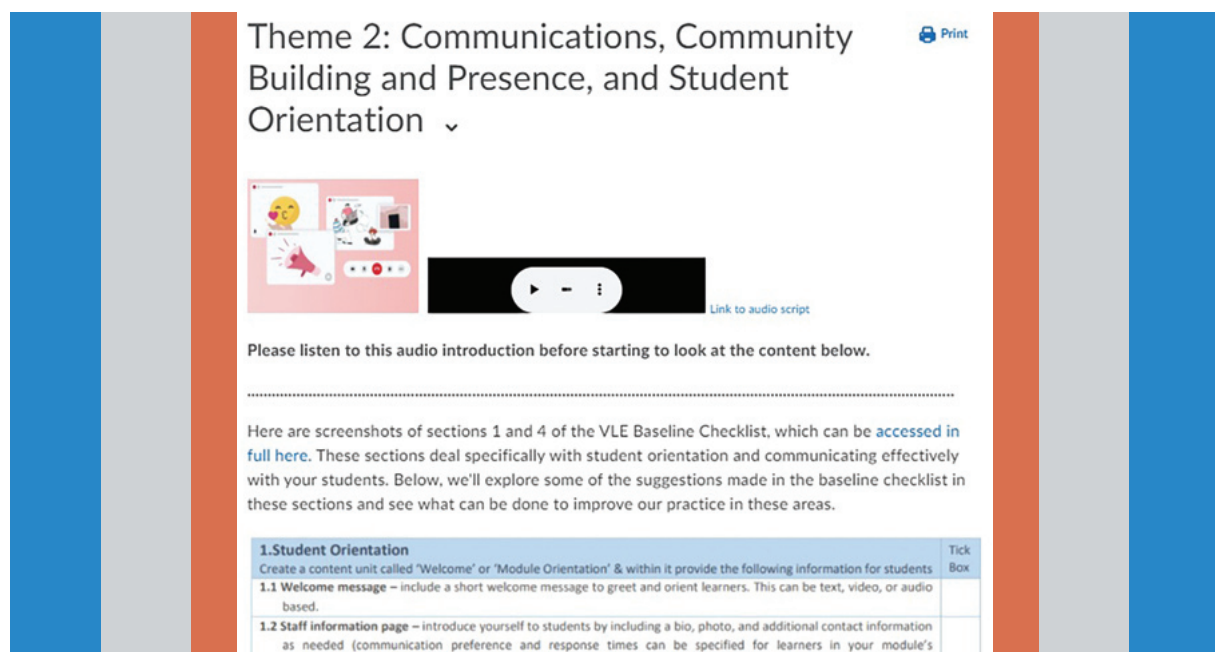 Theme 2: Communications, Community
Print
Building and Presence, and Student
Orientation
Link to audio script
Please listen to this audio introduction before starting to look at the content below.
Here are screenshots of sections 1 and 4 of the VLE Baseline Checklist, which can be accessed in
full here. These sections deal specifically with student orientation and communicating effectively
with your students. Below, we'll explore some of the suggestions made in the baseline checklist in
these sections and see what can be done to improve our practice in these areas.
1.Student Orientation
Tick
Create a content unit called 'Welcome' or 'Module Orientation' & within it provide the following information for students
Box
1.1 Welcome message – include a short welcome message to greet and orient learners. This can be text, video, or audio
based.
1.2 Staff information page – introduce yourself to students by including a bio, photo, and additional contact information
as needed (communication preference and response times can be specified for learners in your module's